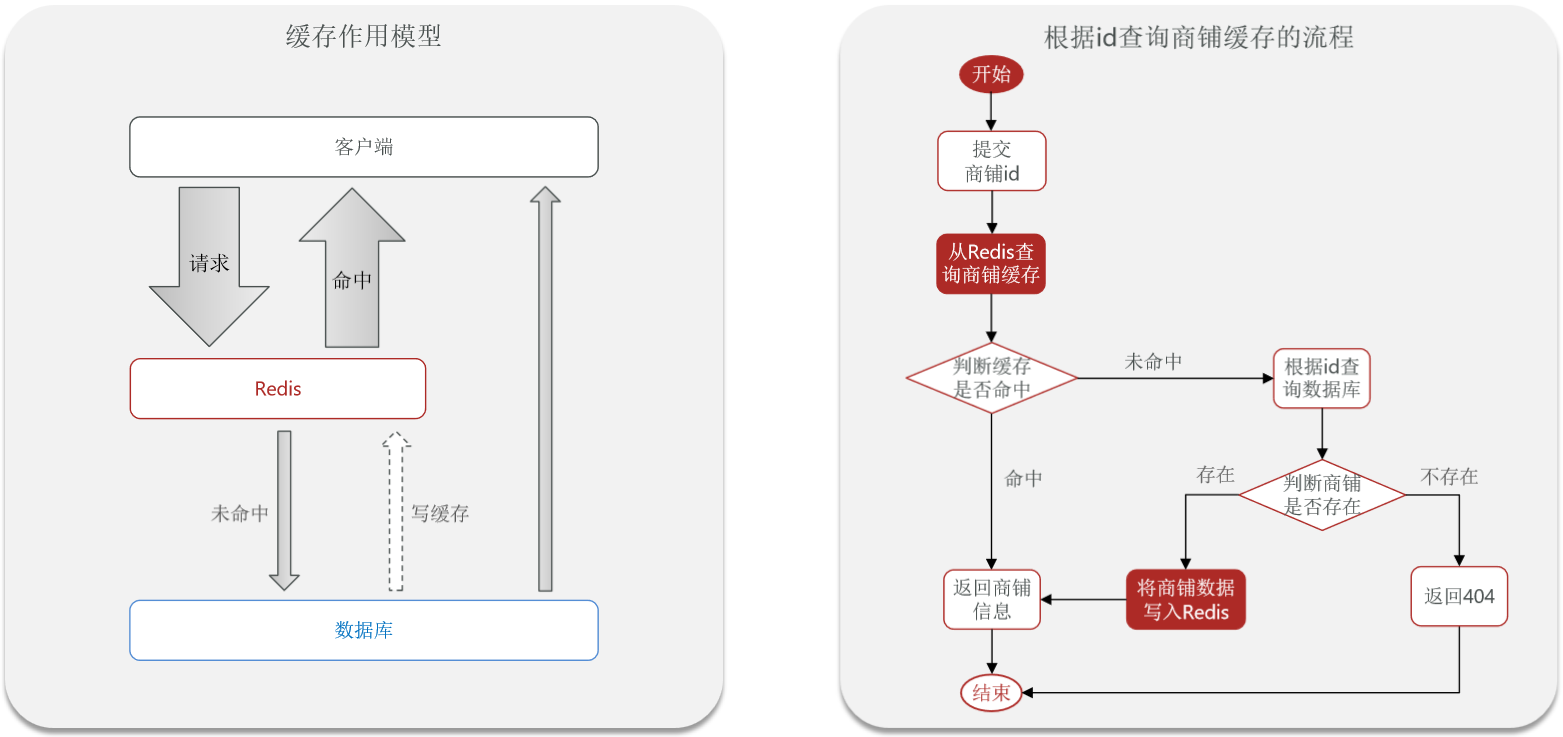 缓存作用模型
客户端
请求
命中
Redis
未命中
写缓存
数据库
根据id查询商铺缓存的流程
开始
提交
商铺id
从Redis查
询商铺缓存
判断缓存
是否命中
未命中
根据id查
询数据库
命中
存在
判断商铺
是否存在
不存在
返回商铺
信息
将商铺数据
写入Redis
返回404
结束